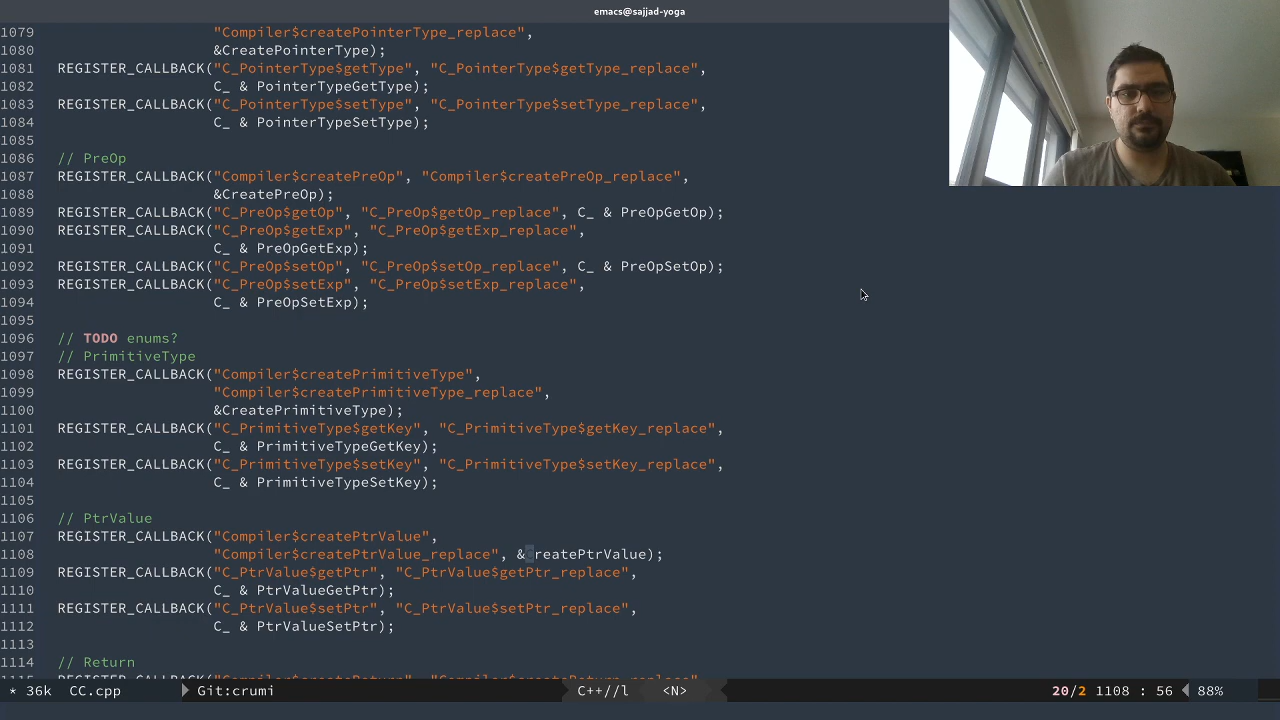 emacs@sajjad-yoga
1079 "Compiler$createPointerType_replace",
1080 &CreatePointerType);
1081 REGISTER_CALLBACK("C_PointerType$getType", "C_PointerType$getType_replace",
1082 C_ & PointerTypeGetType);
1083 REGISTER_CALLBACK("C_PointerType$setType", "C_PointerType$setType_replace",
1084 C_ & PointerTypeSetType);
1085
1086 // PreOp
1087 REGISTER_CALLBACK("Compiler$createPreOp", "Compiler$createPreOp_replace",
1088 &CreatePreOp);
1089 REGISTER_CALLBACK("C_PreOp$getOp", "C_PreOp$getOp_replace", C_ & PreOpGetOp);
1090 REGISTER_CALLBACK("C_PreOp$getExp", "C_PreOp$getExp_replace",
1091 C_ & PreOpGetExp);
1092 REGISTER_CALLBACK("C_PreOp$setOp", "C_PreOp$setOp_replace", C_ & PreOpSetOp);
1093 REGISTER_CALLBACK("C_PreOp$setExp", "C_PreOp$setExp_replace",
1094 C_ & PreOpSetExp);
1095
1096 // TODO enums?
1097 // PrimitiveType
1098 REGISTER_CALLBACK("Compiler$createPrimitiveType",
1099 "Compiler$createPrimitiveType_replace",
1100 &CreatePrimitiveType);
1101 REGISTER_CALLBACK("C_PrimitiveType$getKey", "C_PrimitiveType$getKey_replace",
1102 C_ & PrimitiveTypeGetKey);
1103 REGISTER_CALLBACK("C_PrimitiveType$setKey", "C_PrimitiveType$setKey_replace",
1104 C_ & PrimitiveTypeSetKey);
1105
1106 // PtrValue
1107 REGISTER_CALLBACK("Compiler$createPtrValue",
1108 "Compiler$createPtrValue_replace", &CreatePtrValue);
1109 REGISTER_CALLBACK("C_PtrValue$getPtr", "C_PtrValue$getPtr_replace",
1110 C_ & PtrValueGetPtr);
1111 REGISTER_CALLBACK("C_PtrValue$setPtr", "C_PtrValue$setPtr_replace",
1112 C_ & PtrValueSetPtr);
1113
1114 // Return
1115 REGISTER_CALLBACK("Compiler$createReturn", "Compiler$createReturn_replace",
* 36k CC.cpp Git:crumi C++//l <N> 20/2 1108 : 56 88%